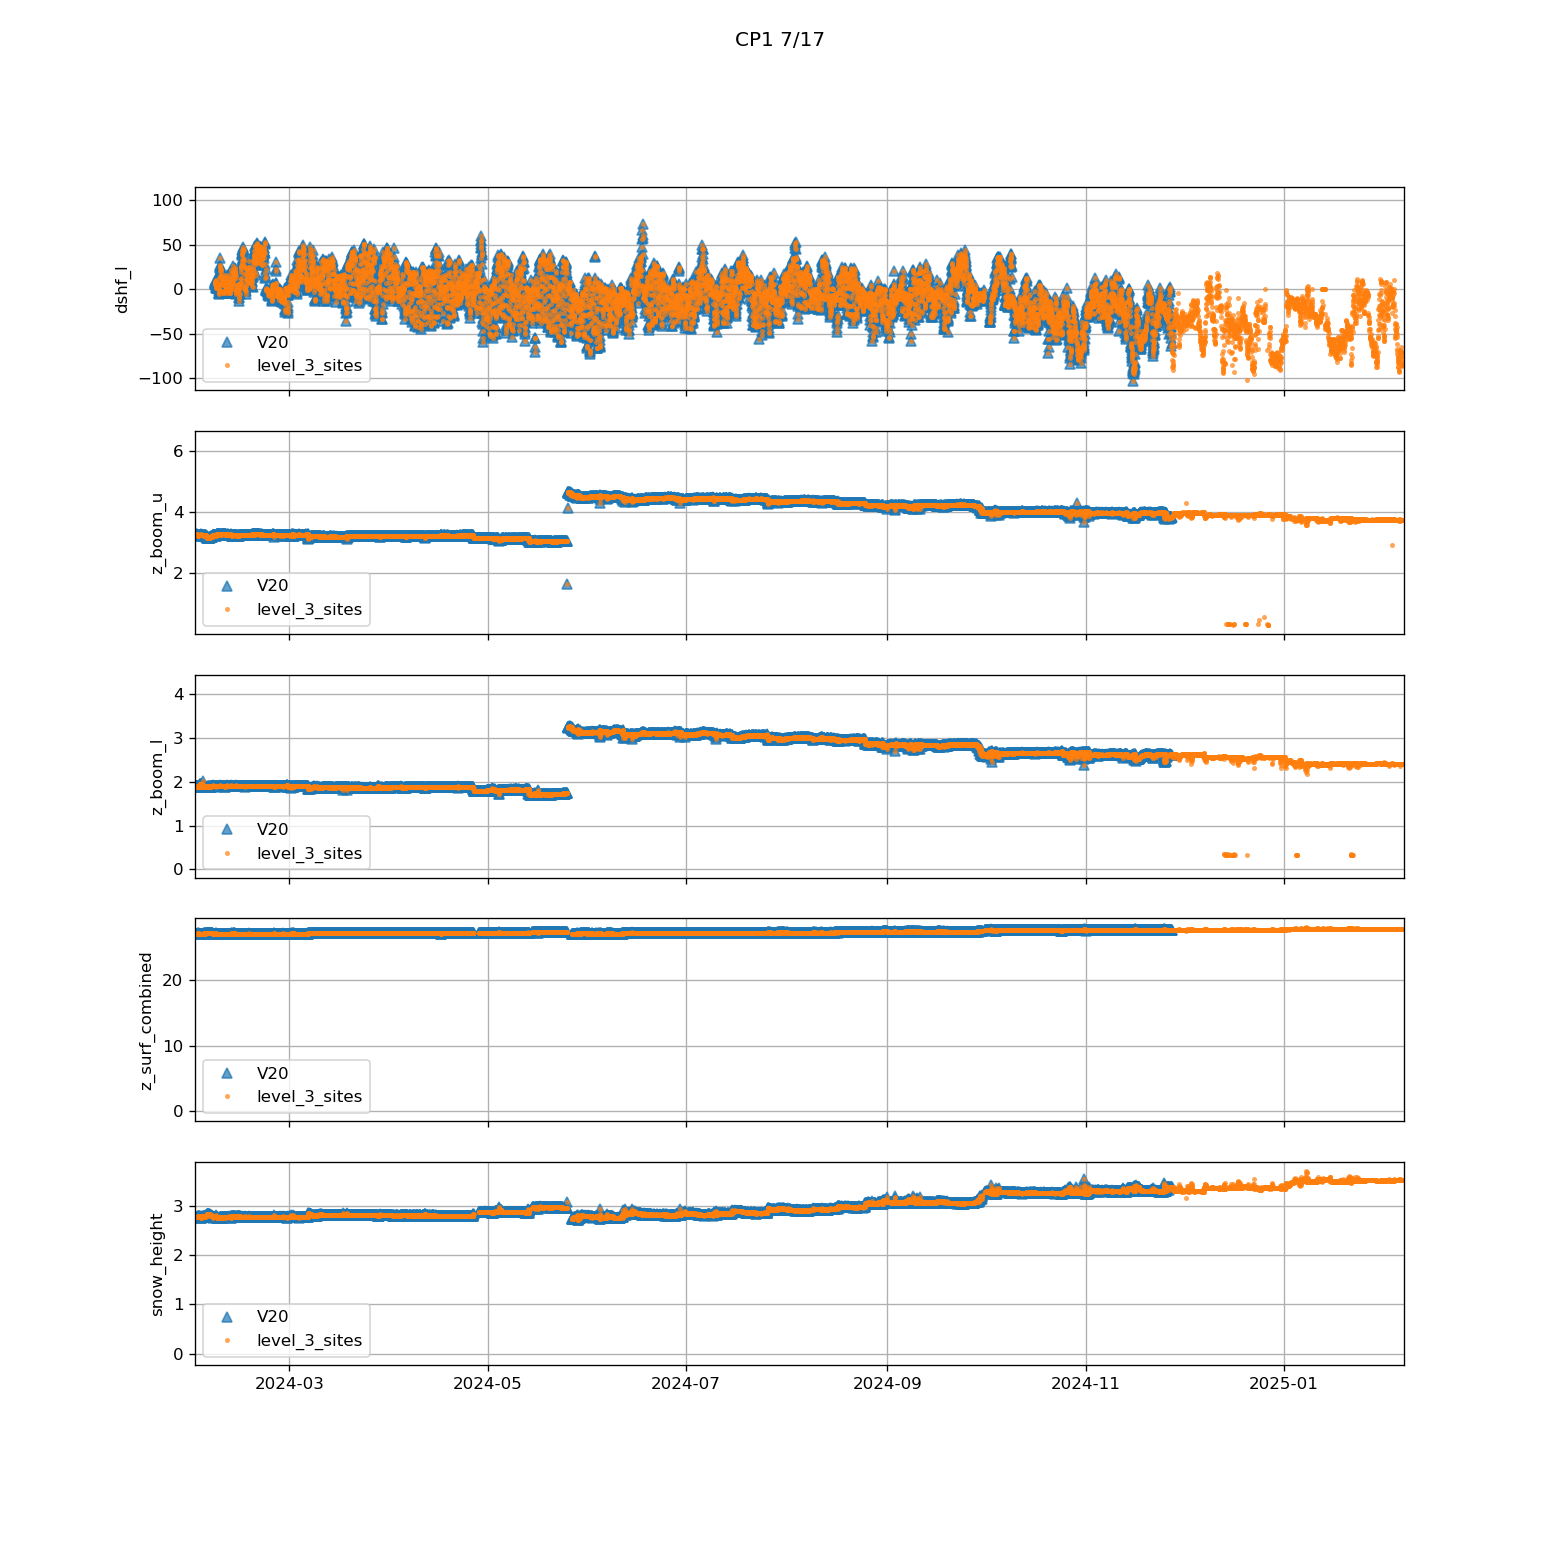 CP1 7/17
100
50
0
−50
−100
dshf_l
V20
level_3_sites
6
4
2
z_boom_u
V20
level_3_sites
4
3
2
1
0
z_boom_l
V20
level_3_sites
20
10
0
z_surf_combined
V20
level_3_sites
3
2
1
0
snow_height
V20
level_3_sites
2024-03 2024-05 2024-07 2024-09 2024-11 2025-01